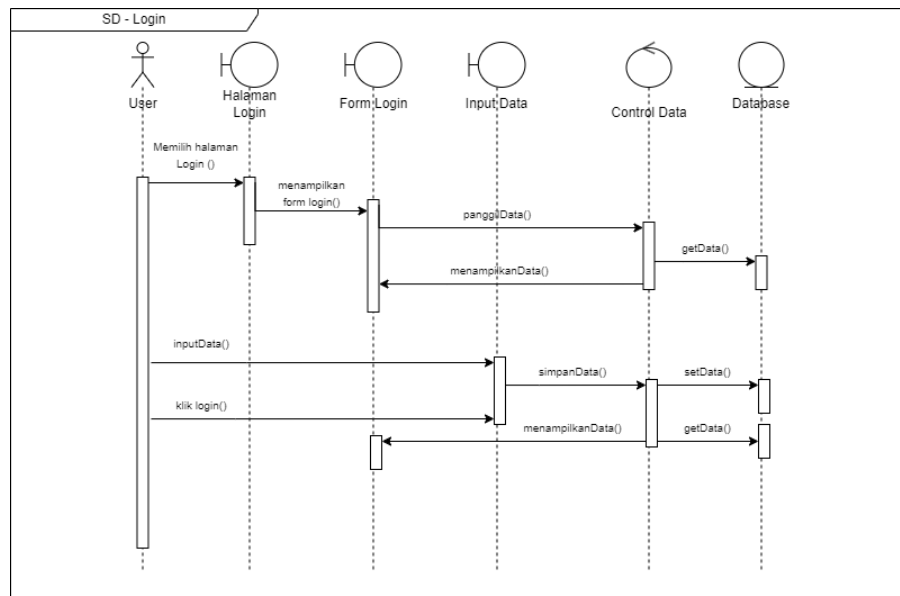 SD - Login
User
Halaman
Login
Form Login
Input Data
Control Data
Database
Memilih halaman
Login ()
menampilkan
form login()
panggilData()
getData()
menampilkanData()
inputData()
simpanData()
setData()
klik login()
menampilkanData()
getData()